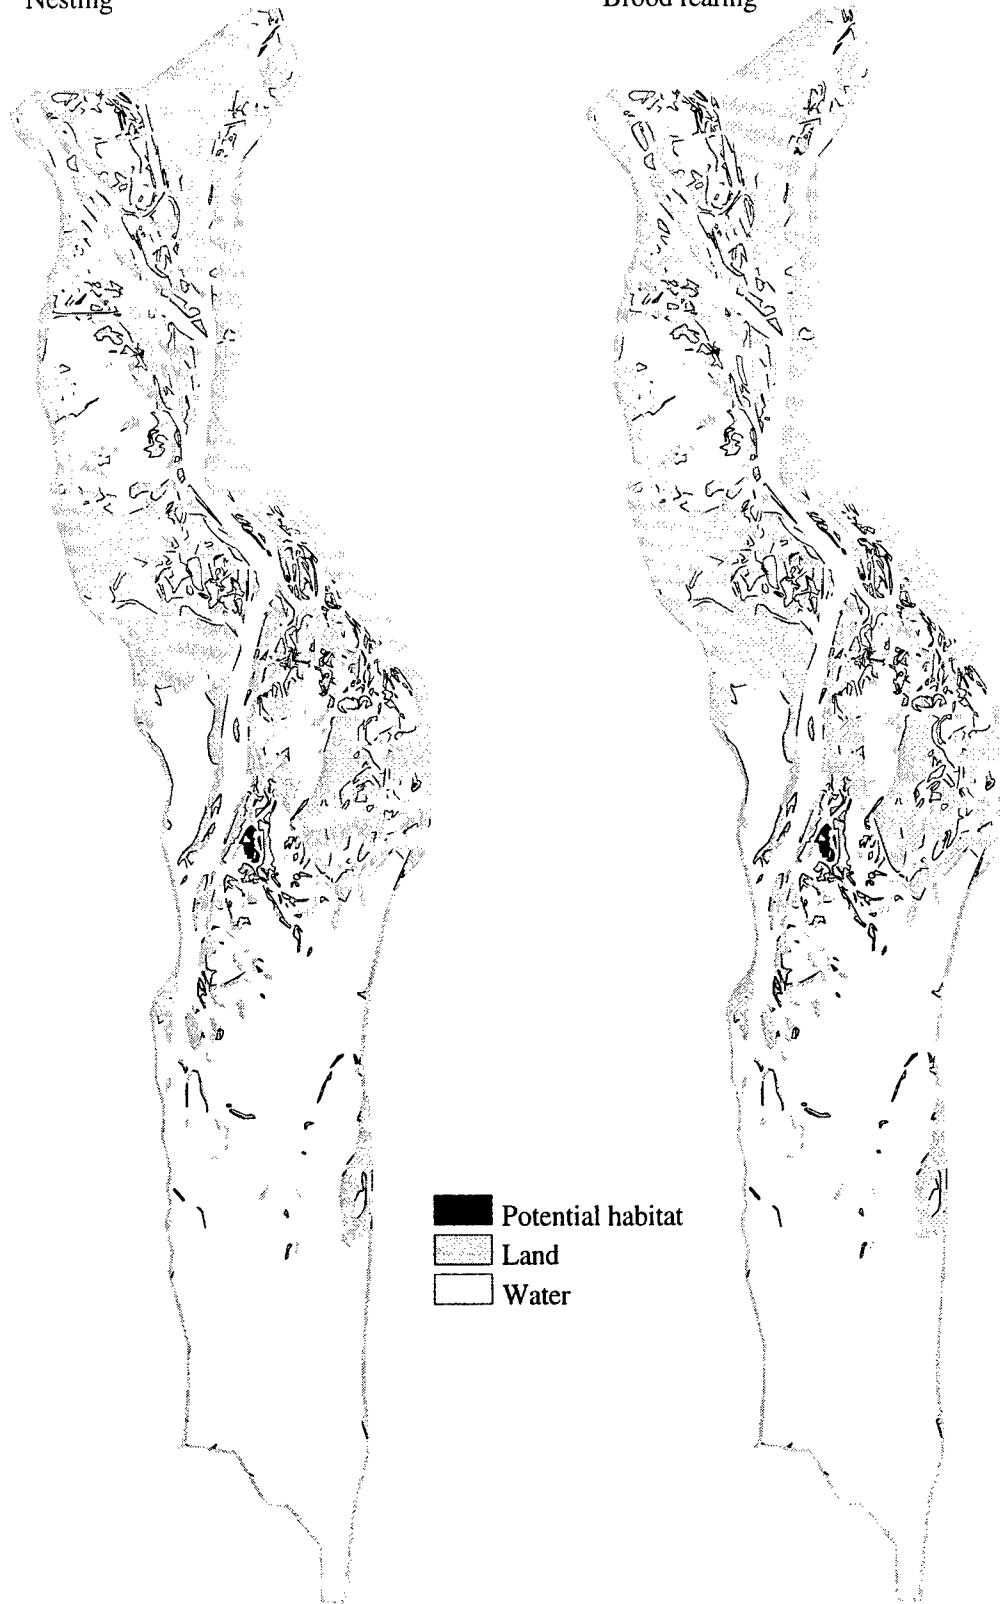 Nesting
Brood rearing
Potential habitat
Land
Water